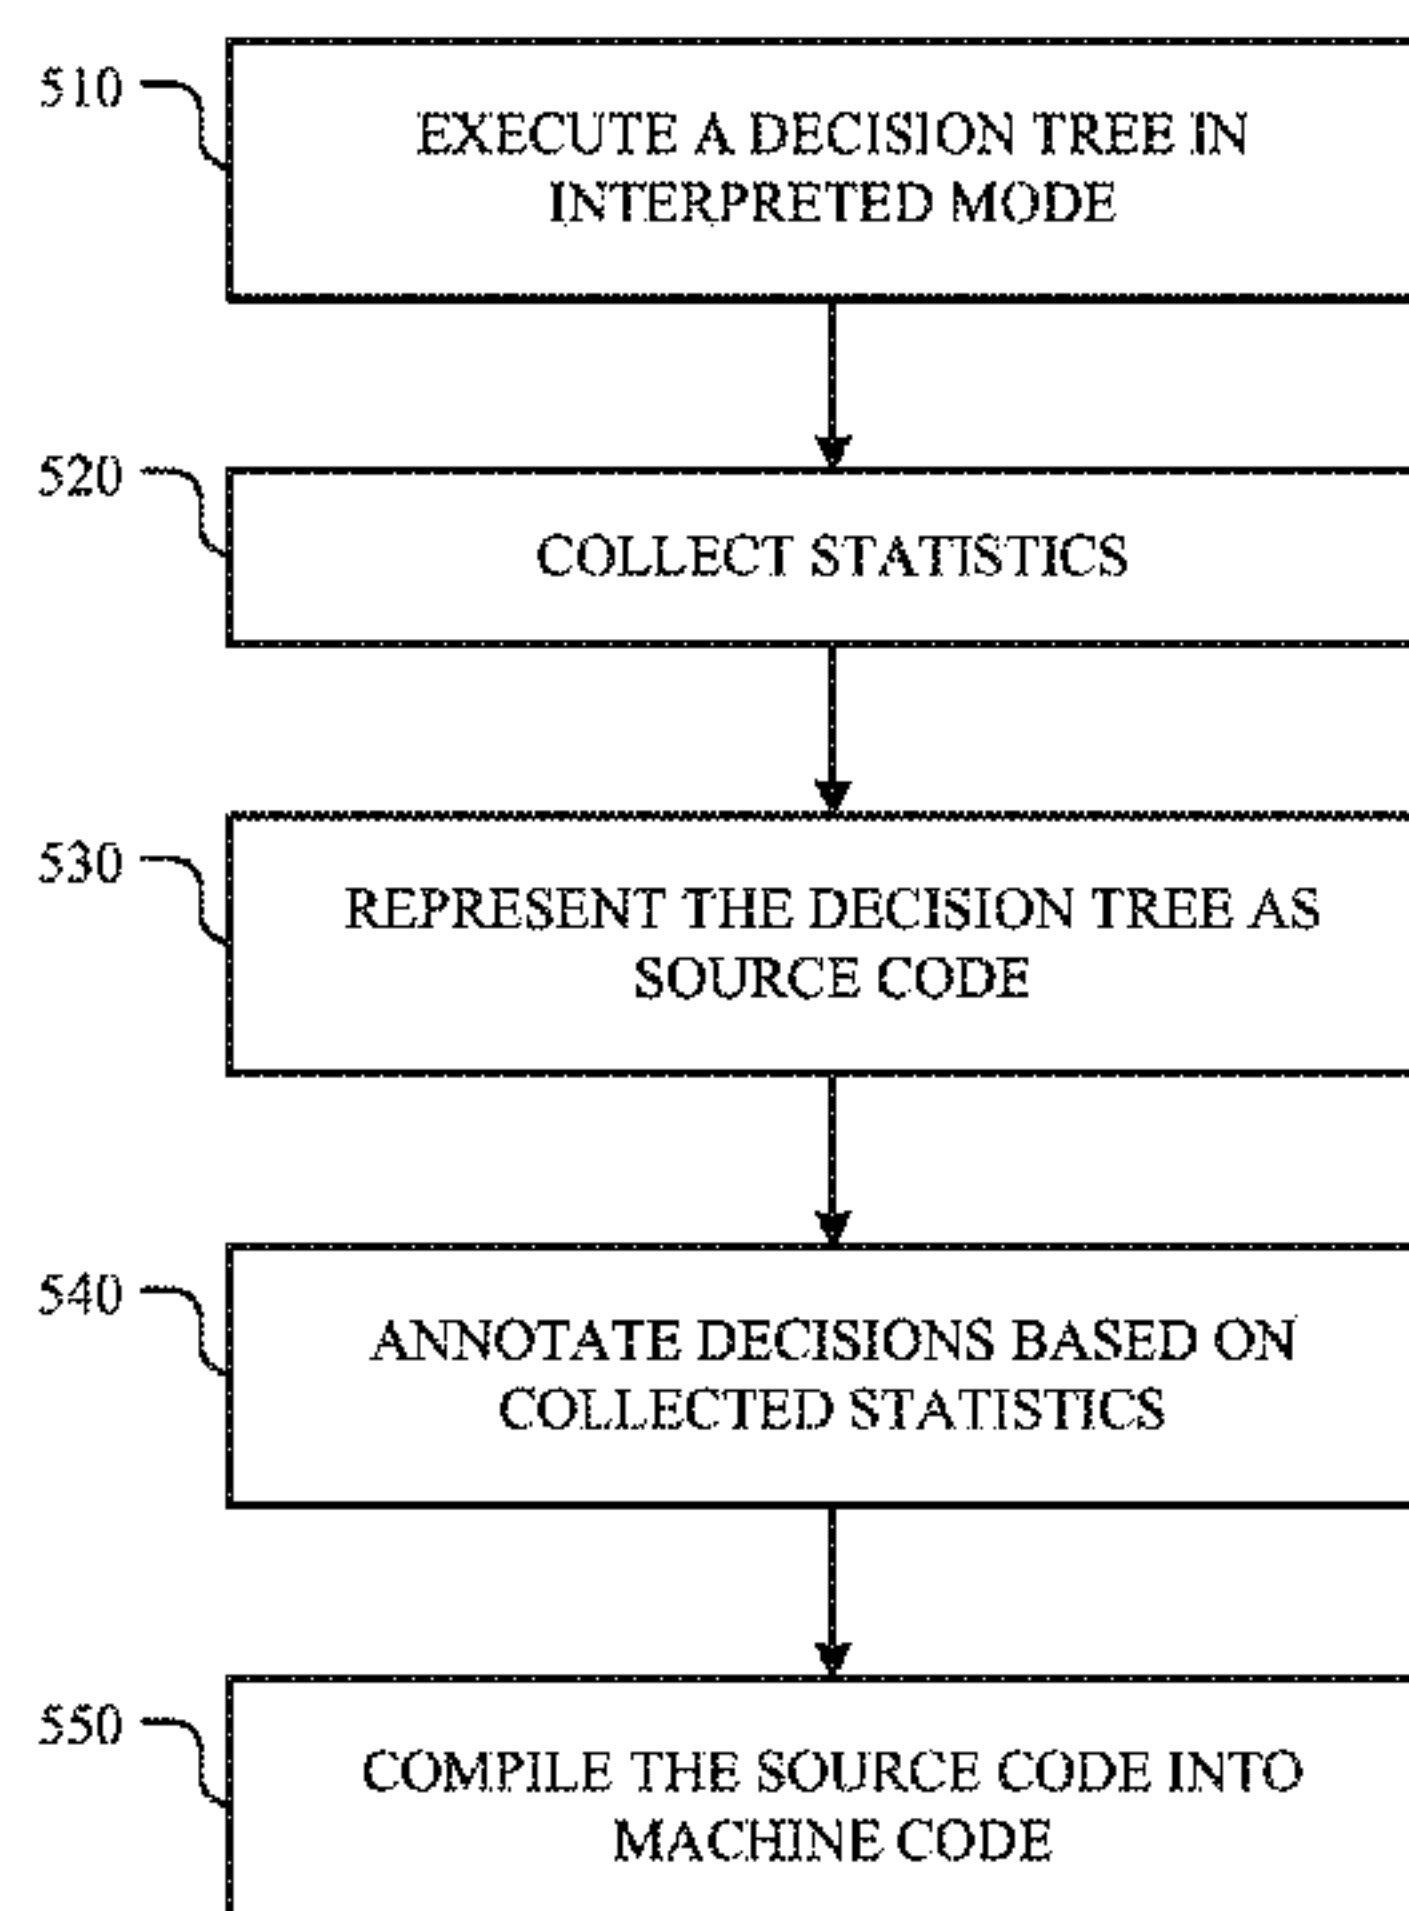 510
EXECUTE A DECISION TREE IN
INTERPRETED MODE
520
COLLECT STATISTICS
530
REPRESENT THE DECISION TREE AS
SOURCE CODE
540
ANNOTATE DECISIONS BASED ON
COLLECTED STATISTICS
550
COMPILE THE SOURCE CODE INTO
MACHINE CODE